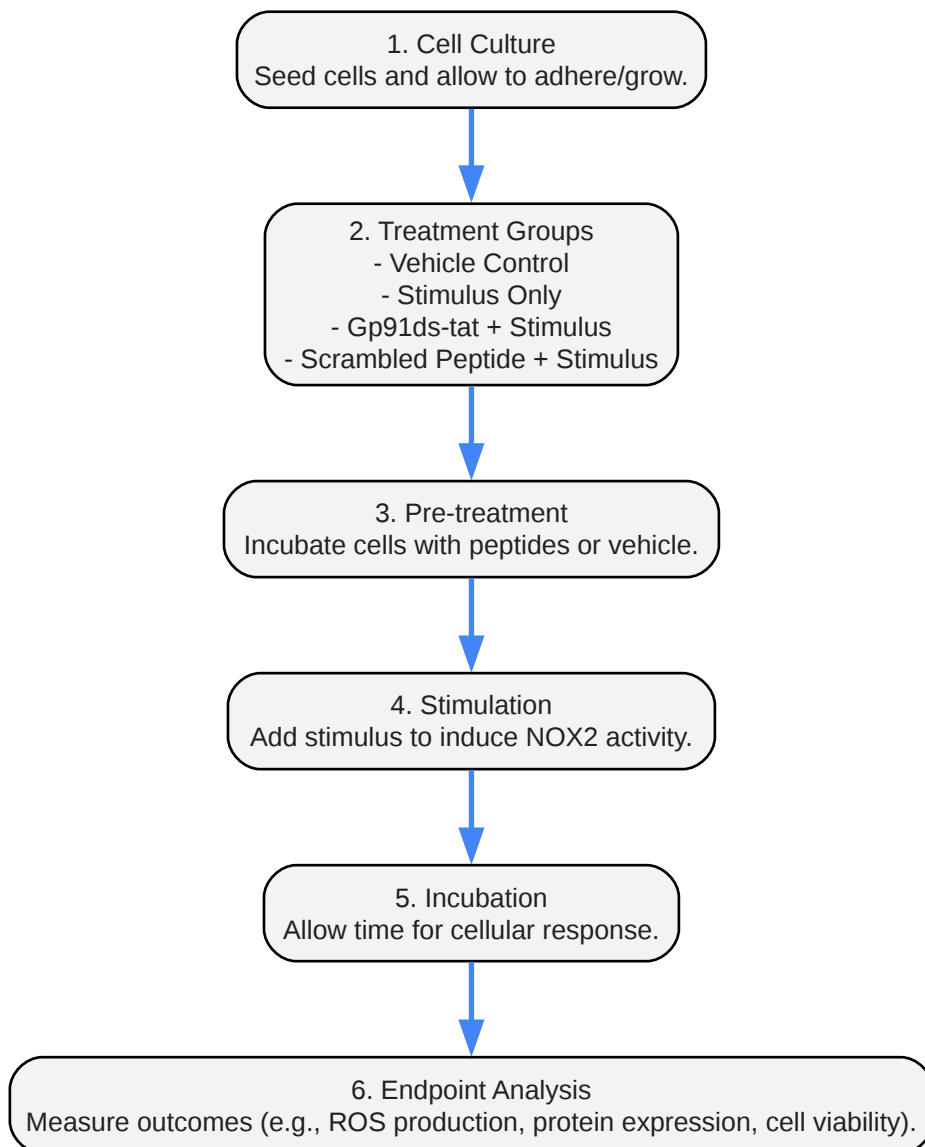 1. Cell Culture
Seed cells and allow to adhere/grow.
2. Treatment Groups
- Vehicle Control
- Stimulus Only
- Gp91ds-tat + Stimulus
- Scrambled Peptide + Stimulus
3. Pre-treatment
Incubate cells with peptides or vehicle.
4. Stimulation
Add stimulus to induce NOX2 activity.
5. Incubation
Allow time for cellular response.
6. Endpoint Analysis
Measure outcomes (e.g., ROS production, protein expression, cell viability).